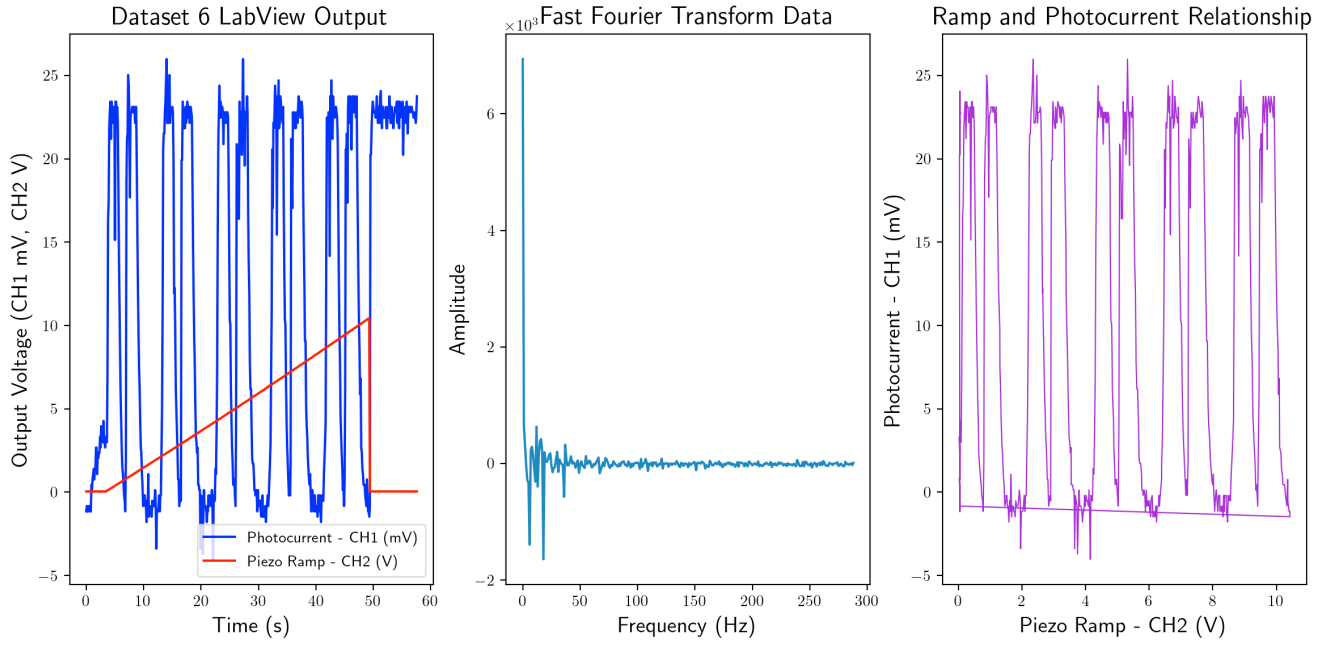 Dataset 6 LabView Output
Output Voltage (CH1 mV, CH2 V)
25
20
15
10
5
0
−5
0 10 20 30 40 50 60
Time (s)
Photocurrent - CH1 (mV)
Piezo Ramp - CH2 (V)
×10³
Fast Fourier Transform Data
Amplitude
6
4
2
0
−2
0 50 100 150 200 250 300
Frequency (Hz)
Ramp and Photocurrent Relationship
Photocurrent - CH1 (mV)
25
20
15
10
5
0
−5
0 2 4 6 8 10
Piezo Ramp - CH2 (V)